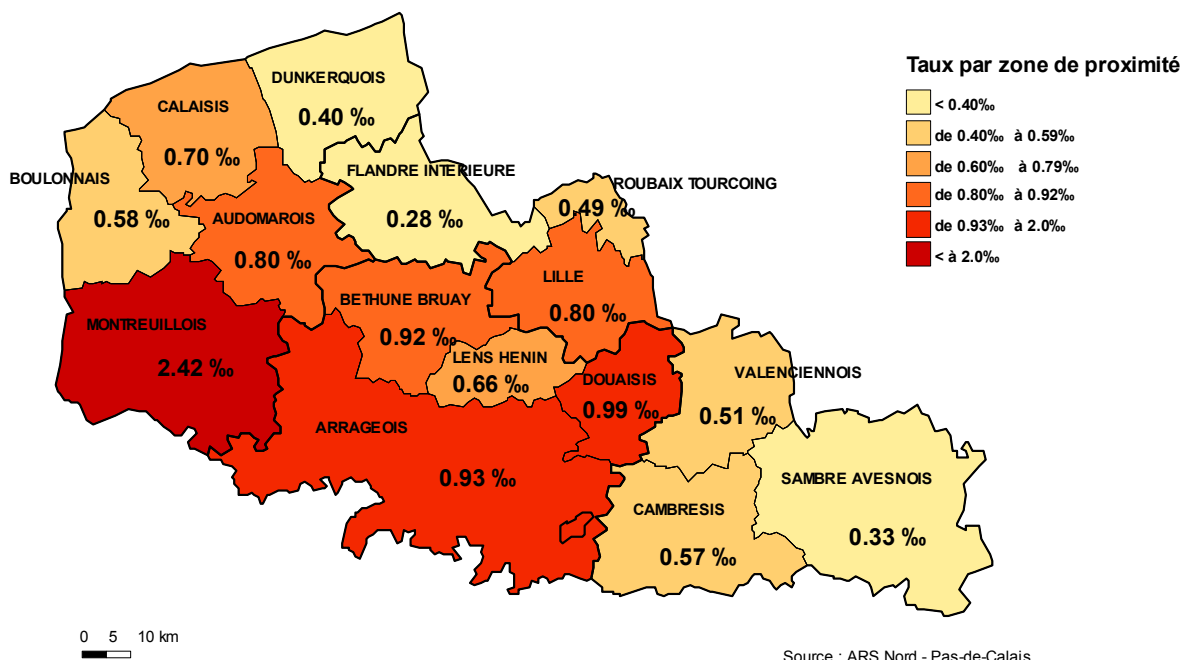 Taux par zone de proximité
< 0.40‰
de 0.40‰ à 0.59‰
de 0.60‰ à 0.79‰
de 0.80‰ à 0.92‰
de 0.93‰ à 2.0‰
< à 2.0‰
DUNKERQUOIS
0.40 ‰
CALAISIS
0.70 ‰
BOULONNAIS
0.58 ‰
FLANDRE INTERIEURE
0.28 ‰
ROUBAIX TOURCOING
0.49 ‰
AUDOMAROIS
0.80 ‰
LILLE
0.80 ‰
BETHUNE BRUAY
0.92 ‰
MONTREUILLOIS
2.42 ‰
LENS HENIN
0.66 ‰
DOUAISIS
0.99 ‰
VALENCIENNOIS
0.51 ‰
ARRAGEOIS
0.93 ‰
SAMBRE AVESNOIS
0.33 ‰
CAMBRESIS
0.57 ‰
0 5 10 km
Source : ARS Nord - Pas-de-Calais